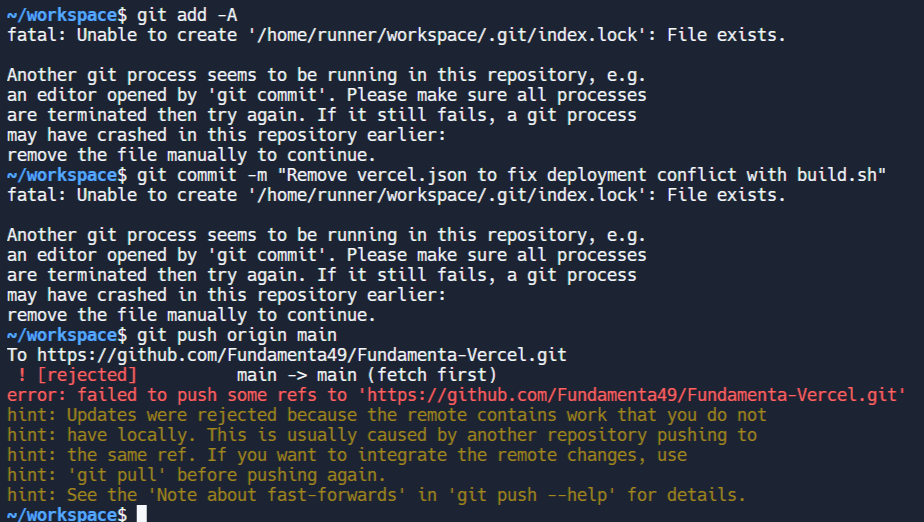 ~/workspace$ git add -A
fatal: Unable to create '/home/runner/workspace/.git/index.lock': File exists.

Another git process seems to be running in this repository, e.g.
an editor opened by 'git commit'. Please make sure all processes
are terminated then try again. If it still fails, a git process
may have crashed in this repository earlier:
remove the file manually to continue.
~/workspace$ git commit -m "Remove vercel.json to fix deployment conflict with build.sh"
fatal: Unable to create '/home/runner/workspace/.git/index.lock': File exists.

Another git process seems to be running in this repository, e.g.
an editor opened by 'git commit'. Please make sure all processes
are terminated then try again. If it still fails, a git process
may have crashed in this repository earlier:
remove the file manually to continue.
~/workspace$ git push origin main
To https://github.com/Fundamenta49/Fundamenta-Vercel.git
 ! [rejected]        main -> main (fetch first)
error: failed to push some refs to 'https://github.com/Fundamenta49/Fundamenta-Vercel.git'
hint: Updates were rejected because the remote contains work that you do not
hint: have locally. This is usually caused by another repository pushing to
hint: the same ref. If you want to integrate the remote changes, use
hint: 'git pull' before pushing again.
hint: See the 'Note about fast-forwards' in 'git push --help' for details.
~/workspace$